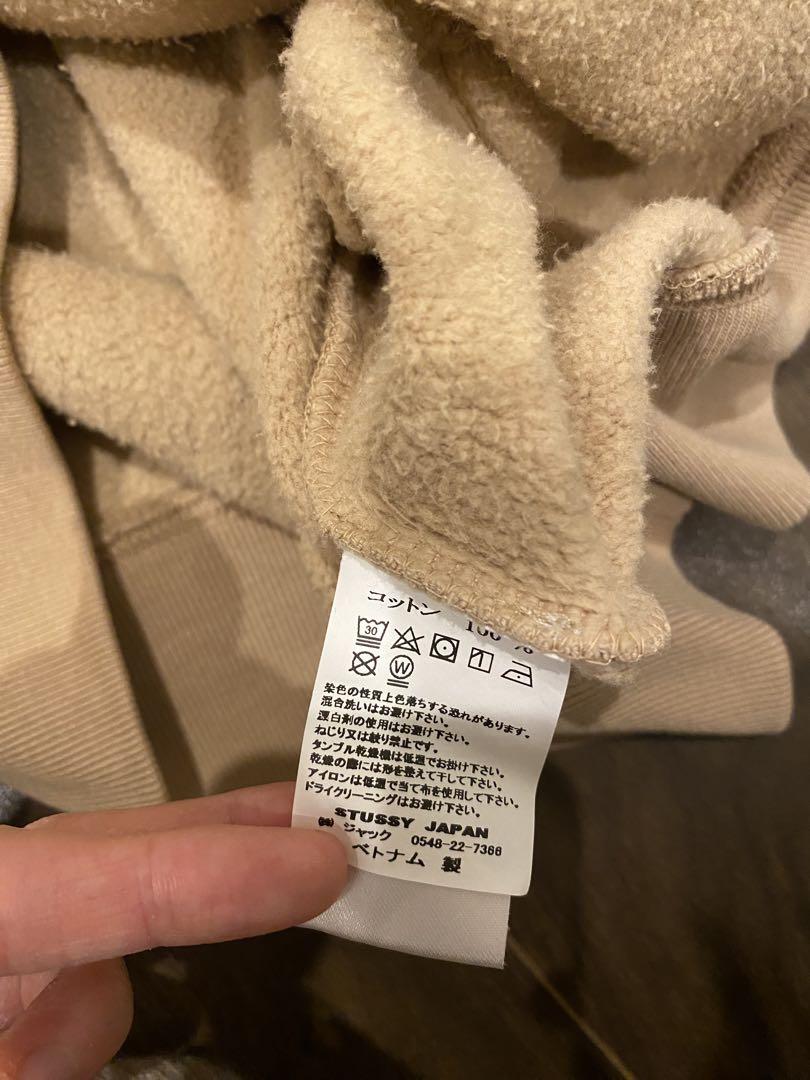 コットン 100 %
30
W
染色の性質上色落ちする恐れがあります。
混合洗いはお避け下さい。
漂白剤の使用はお避け下さい。
ねじり又は絞り禁止です。
タンブル乾燥機は低温でお掛け下さい。
乾燥の際には形を整えて干して下さい。
アイロンは低温で当て布を使用して下さい。
ドライクリーニングはお避け下さい。
STUSSY JAPAN
㈱ ジャック 0548-22-7366
ベトナム 製